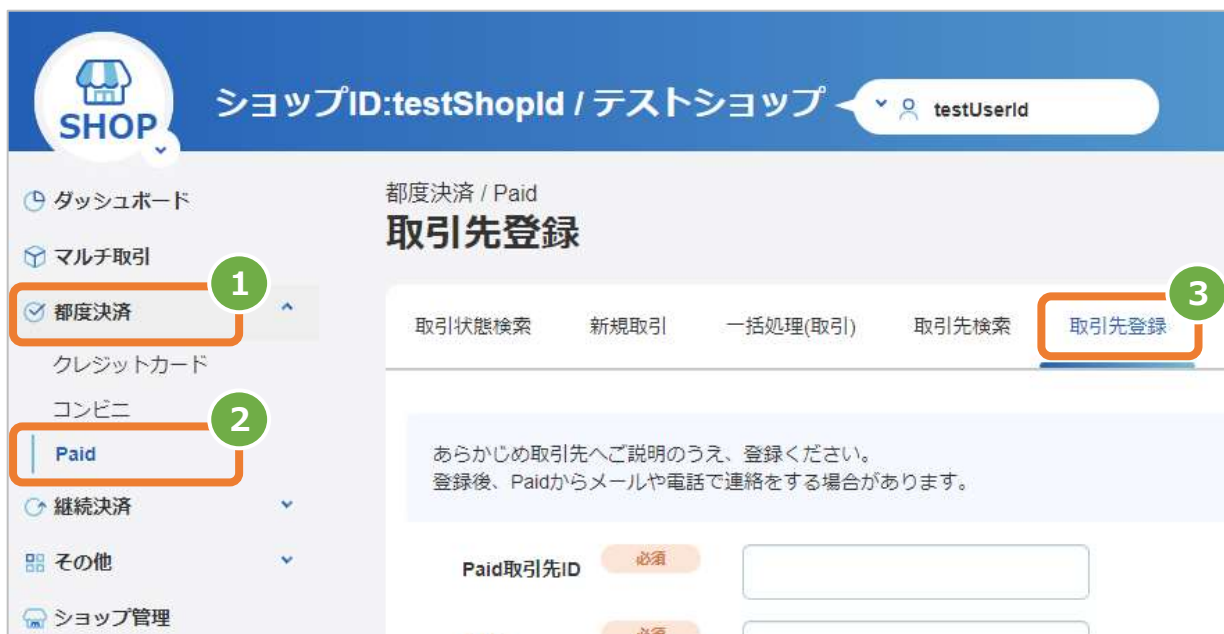 SHOP
ショップID:testShopId / テストショップ
testUserId
ダッシュボード
マルチ取引
1
都度決済
クレジットカード
コンビニ
2
Paid
継続決済
その他
ショップ管理
都度決済 / Paid
取引先登録
3
取引状態検索 新規取引 一括処理(取引) 取引先検索 取引先登録
あらかじめ取引先へご説明のうえ、登録ください。
登録後、Paidからメールや電話で連絡をする場合があります。
Paid取引先ID 必須
必須